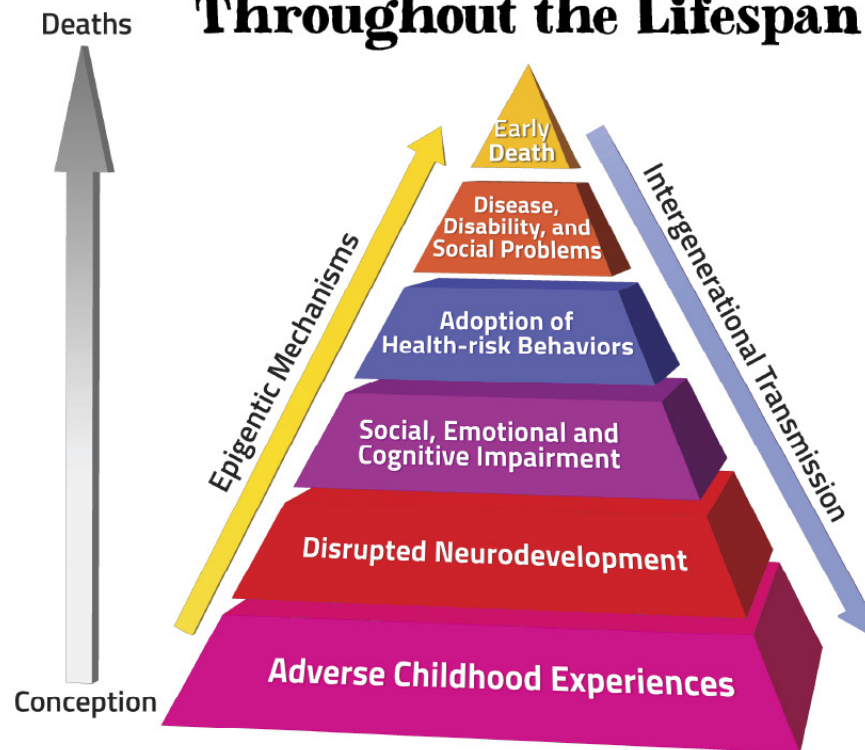 Throughout the Lifespan
Deaths
Early
Death
Disease,
Disability, and
Social Problems
Adoption of
Health-risk Behaviors
Social, Emotional and
Cognitive Impairment
Disrupted Neurodevelopment
Adverse Childhood Experiences
Epigentic Mechanisms
Intergenerational Transmission
Conception